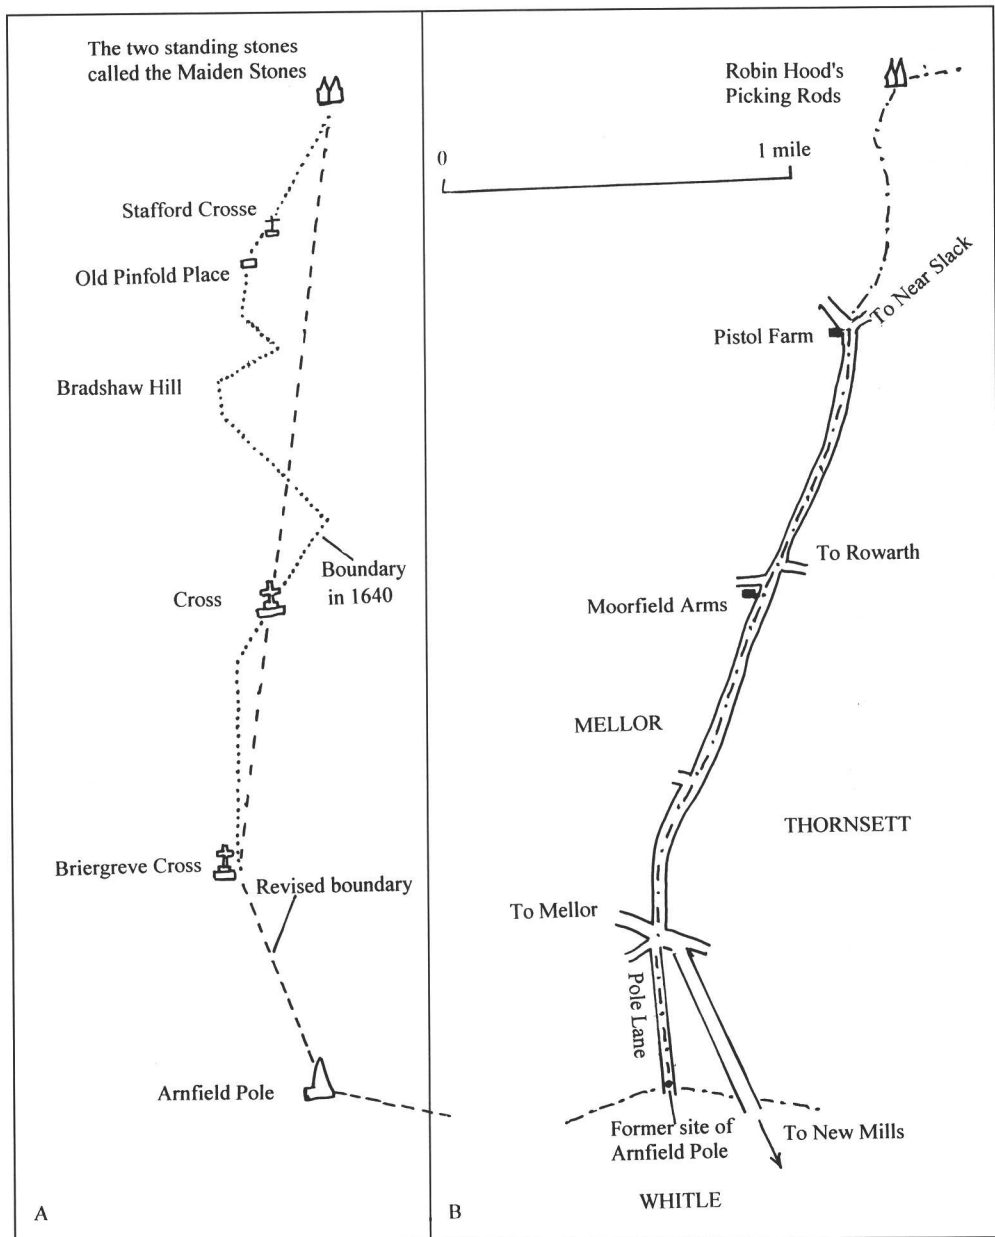 The two standing stones
called the Maiden Stones
Stafford Crosse
Old Pinfold Place
Bradshaw Hill
Boundary
in 1640
Cross
Briergreve Cross
Revised boundary
Arnfield Pole
A
Robin Hood's
Picking Rods
0
1 mile
To Near Slack
Pistol Farm
To Rowarth
Moorfield Arms
MELLOR
THORNSETT
To Mellor
Pole Lane
Former site of
Arnfield Pole
To New Mills
WHITLE
B